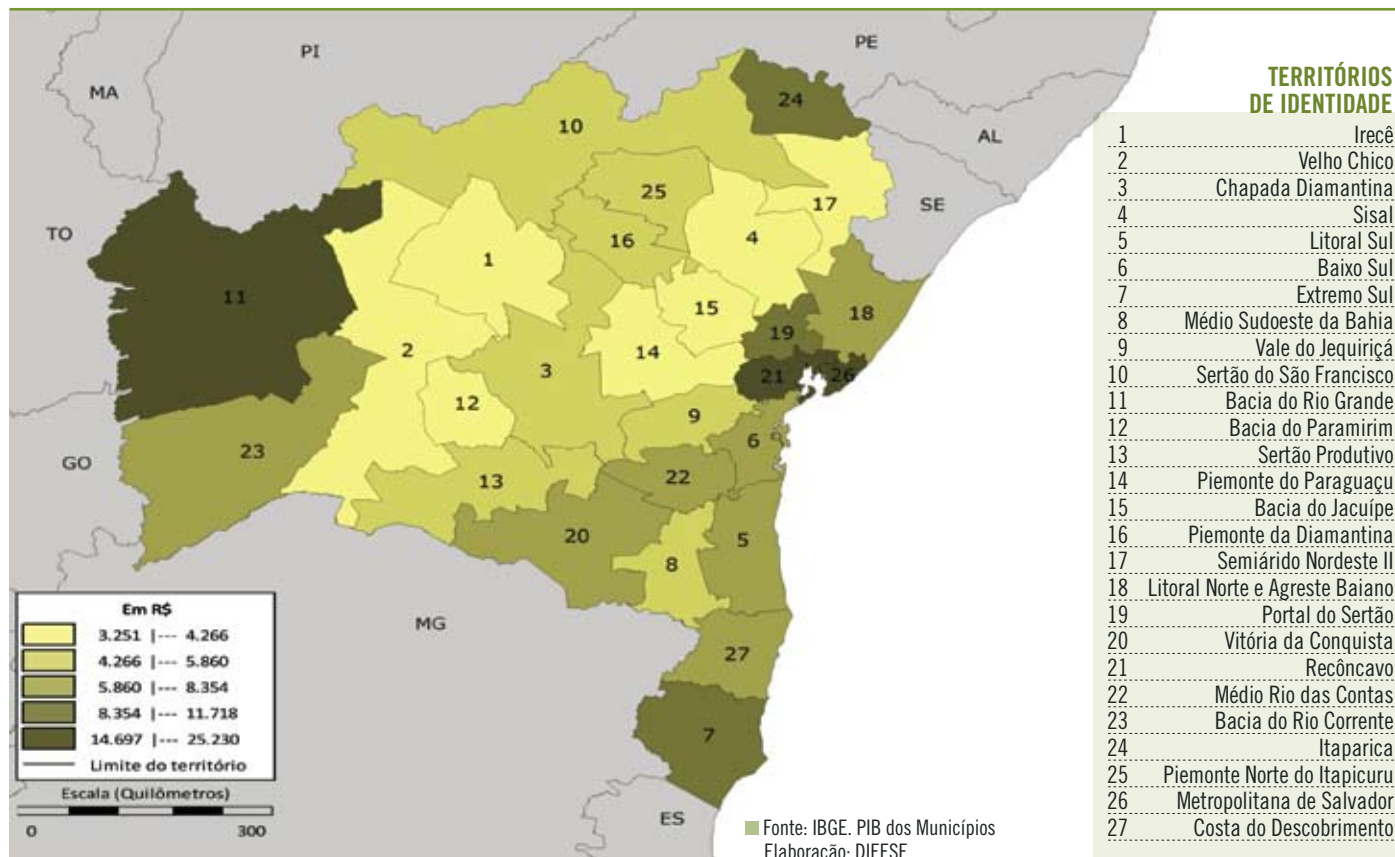 PI
PE
MA
AL
SE
TO
GO
MG
ES
24
10
25
17
16
4
1
11
15
18
19
2
14
3
21
26
12
9
6
23
22
13
20
5
8
27
7
Em R$
3.251 |--- 4.266
4.266 |--- 5.860
5.860 |--- 8.354
8.354 |--- 11.718
14.697 |--- 25.230
Limite do território
Escala (Quilômetros)
0 300
Fonte: IBGE. PIB dos Municípios
Elaboração: DIEESE
TERRITÓRIOS
DE IDENTIDADE
1 Irecê
2 Velho Chico
3 Chapada Diamantina
4 Sisal
5 Litoral Sul
6 Baixo Sul
7 Extremo Sul
8 Médio Sudoeste da Bahia
9 Vale do Jequiriçá
10 Sertão do São Francisco
11 Bacia do Rio Grande
12 Bacia do Paramirim
13 Sertão Produtivo
14 Piemonte do Paraguaçu
15 Bacia do Jacuípe
16 Piemonte da Diamantina
17 Semiárido Nordeste II
18 Litoral Norte e Agreste Baiano
19 Portal do Sertão
20 Vitória da Conquista
21 Recôncavo
22 Médio Rio das Contas
23 Bacia do Rio Corrente
24 Itaparica
25 Piemonte Norte do Itapicuru
26 Metropolitana de Salvador
27 Costa do Descobrimento